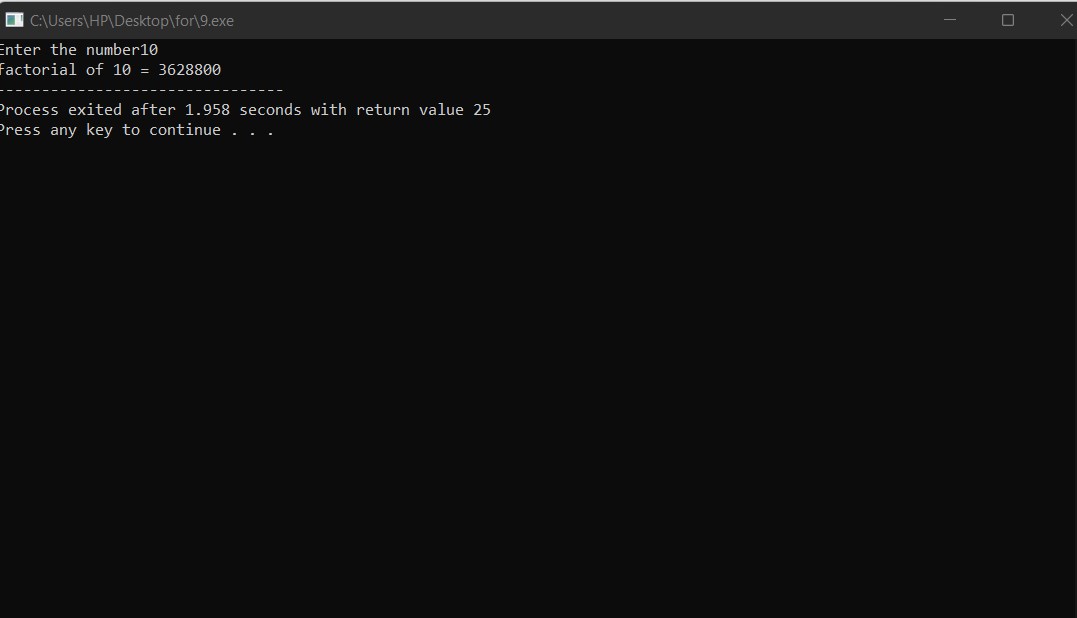 C:\Users\HP\Desktop\for\9.exe
Enter the number10
factorial of 10 = 3628800
--------------------------------
Process exited after 1.958 seconds with return value 25
Press any key to continue . . .